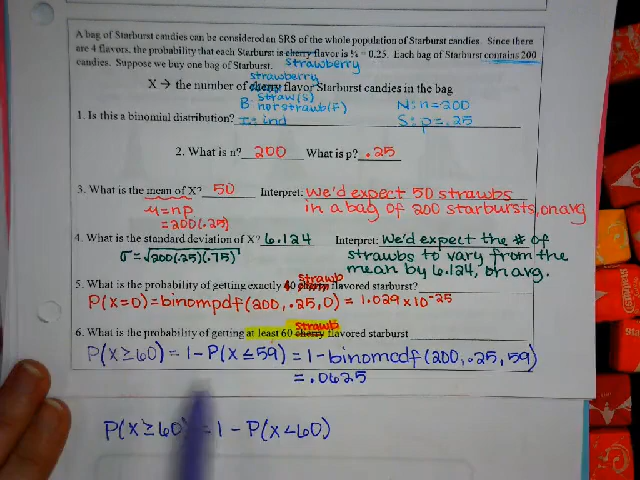 A bag of Starburst candies can be considered an SRS of the whole population of Starburst candies. Since there
are 4 flavors, the probability that each Starburst is cherry flavor is ¼ = 0.25. Each bag of Starburst contains 200
candies. Suppose we buy one bag of Starburst. strawberry
strawberry
X → the number of cherry flavor Starburst candies in the bag
B: straw(S)
not straub(F) N: n=200
1. Is this a binomial distribution? I: ind S: p=.25
2. What is n? 200 What is p? .25
3. What is the mean of X? 50 Interpret: We'd expect 50 strawbs
μ=np in a bag of 200 starbursts, on avg
=200(.25)
4. What is the standard deviation of X? 6.124 Interpret: We'd expect the # of
σ=√200(.25)(.75) strawbs to vary from the
mean by 6.124, on avg.
strawb
5. What is the probability of getting exactly 0 cherry flavored starburst?
P(X=0)=binompdf(200, .25, 0) = 1.029×10⁻²⁵
strawb
6. What is the probability of getting at least 60 cherry flavored starburst
P(X≥60)=1-P(X≤59)=1-binomcdf(200, .25, 59)
=.0625
P(X≥60)=1-P(X<60)